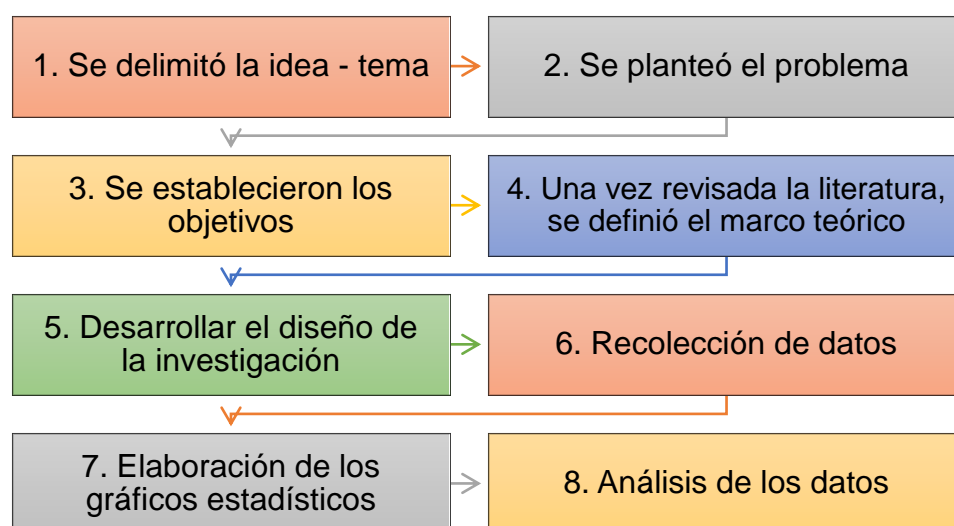 1. Se delimitó la idea - tema
2. Se planteó el problema
3. Se establecieron los
objetivos
4. Una vez revisada la literatura,
se definió el marco teórico
5. Desarrollar el diseño de
la investigación
6. Recolección de datos
7. Elaboración de los
gráficos estadísticos
8. Análisis de los datos